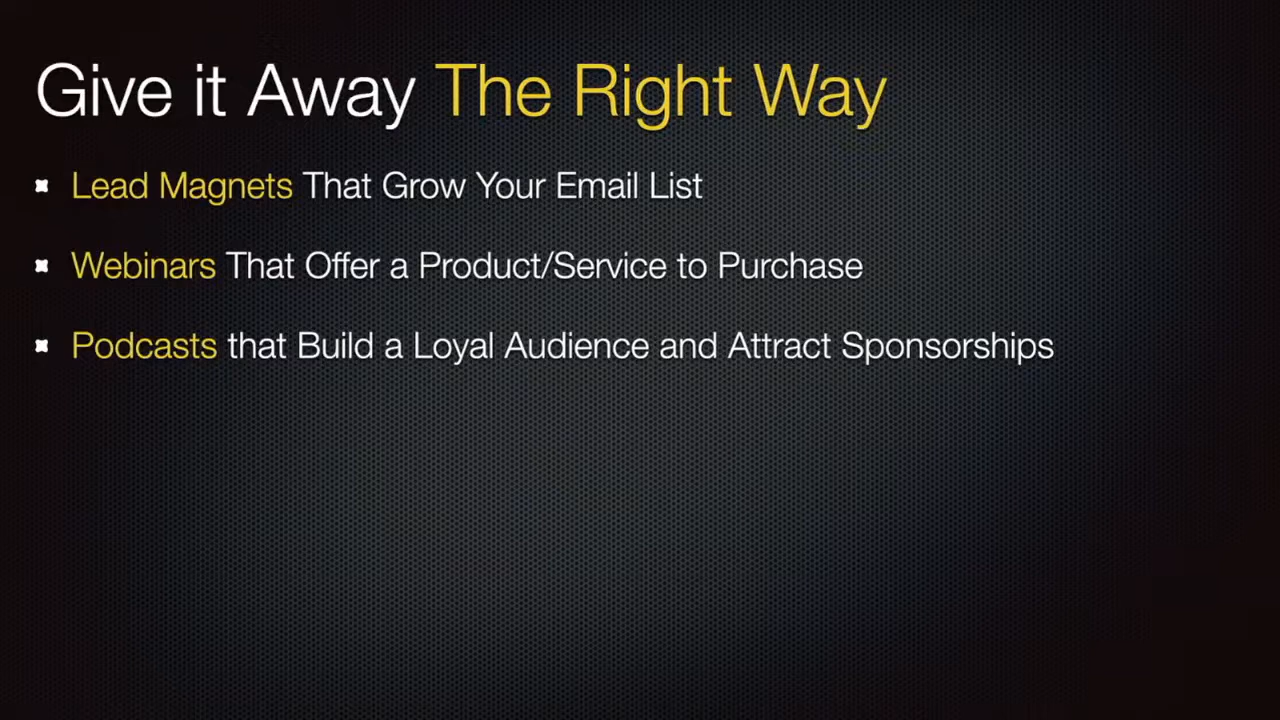 Give it Away The Right Way
Lead Magnets That Grow Your Email List
Webinars That Offer a Product/Service to Purchase
Podcasts that Build a Loyal Audience and Attract Sponsorships